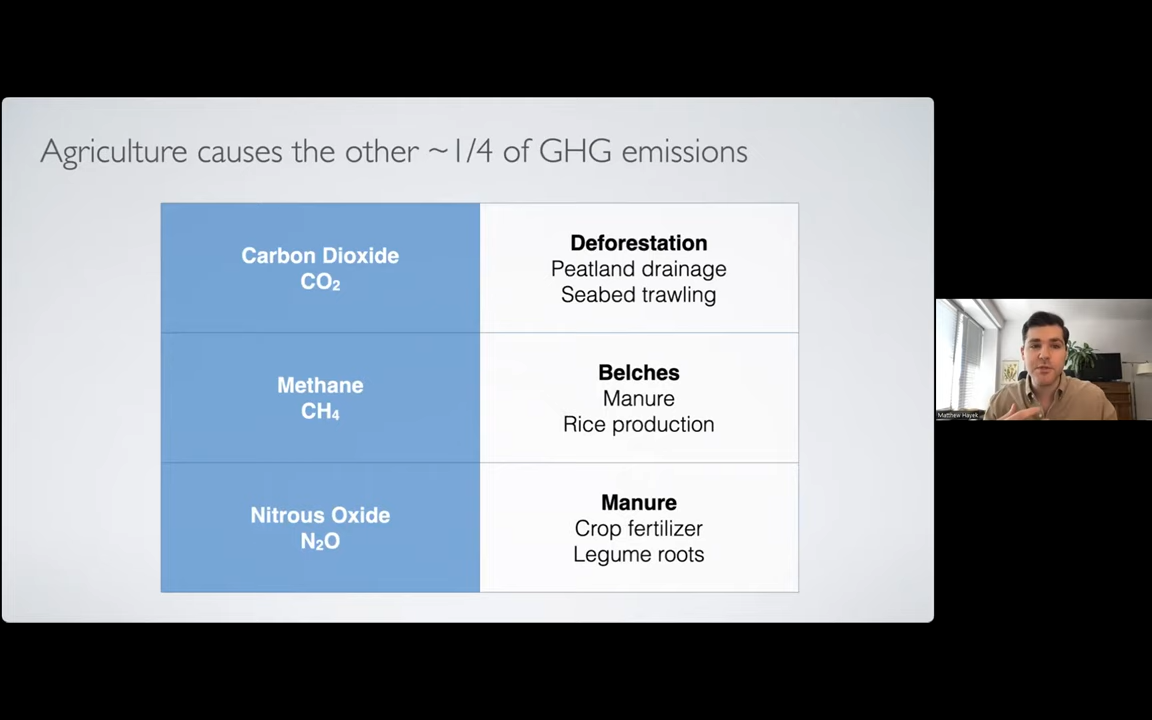 Agriculture causes the other ~1/4 of GHG emissions
Carbon Dioxide
CO₂
Deforestation
Peatland drainage
Seabed trawling
Methane
CH₄
Belches
Manure
Rice production
Nitrous Oxide
N₂O
Manure
Crop fertilizer
Legume roots
Matthew Hayek